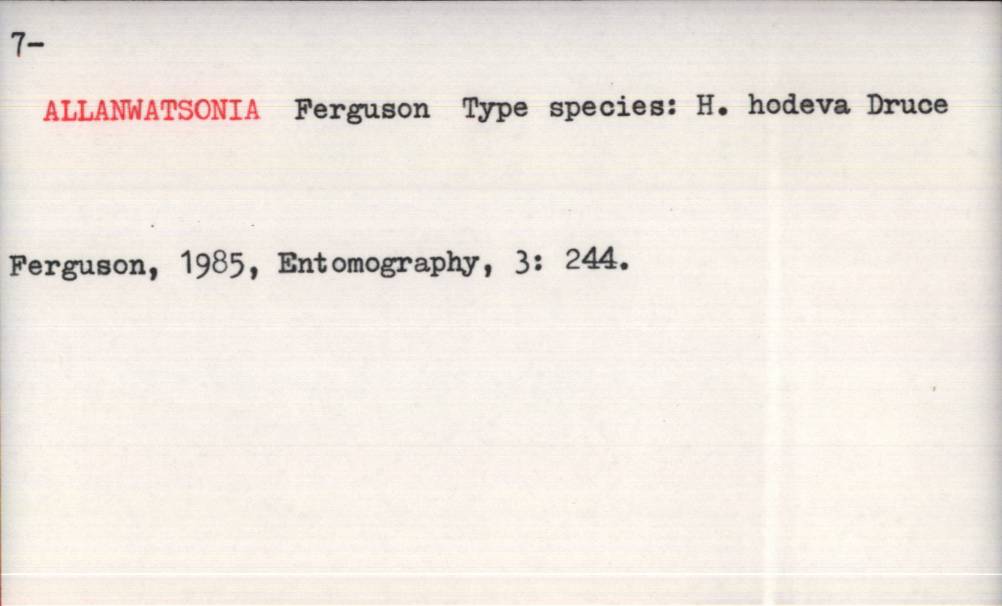 7-
ALLANWATSONIA Ferguson Type species: H. hodeva Druce
Ferguson, 1985, Entomography, 3: 244.